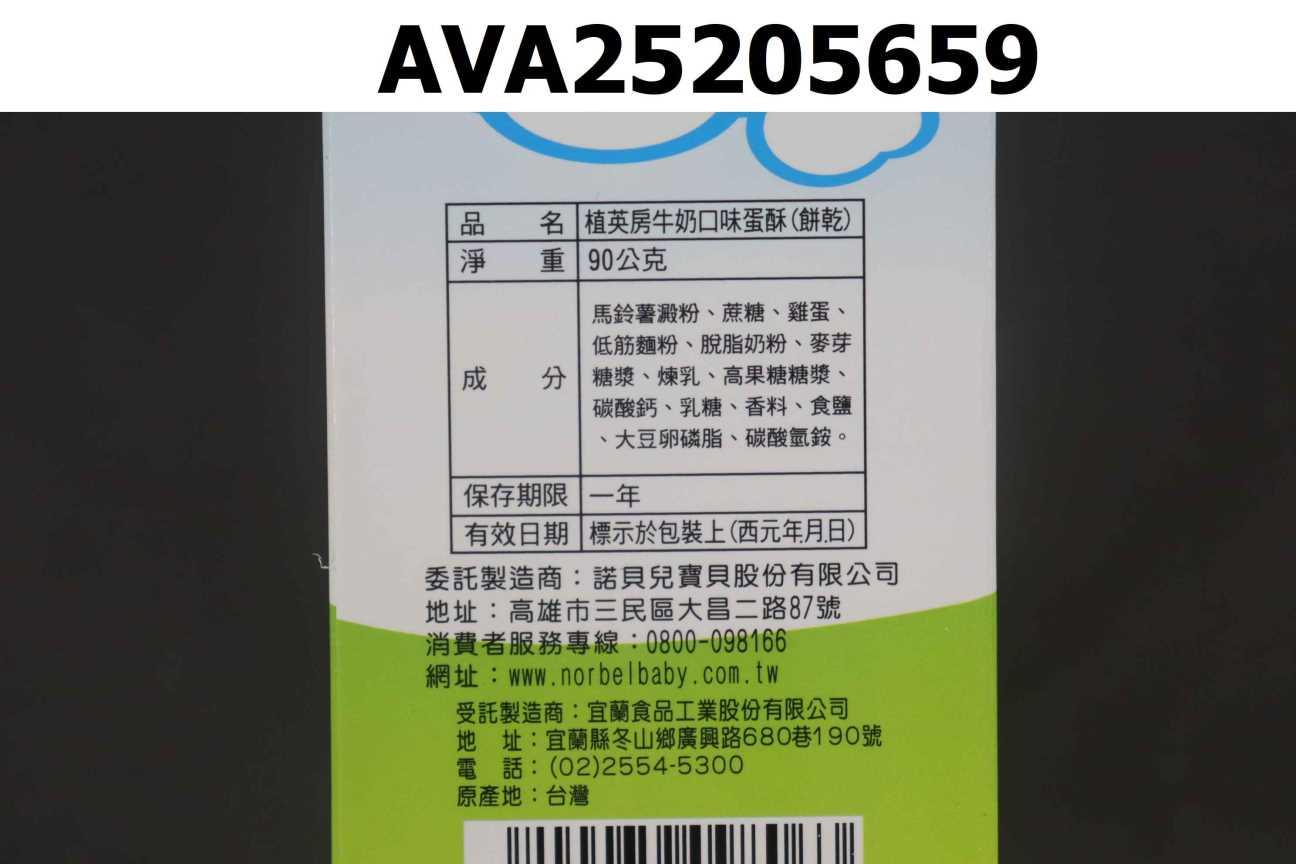 AVA25205659
品 名 植英房牛奶口味蛋酥(餅乾)
淨 重 90公克
成 分 馬鈴薯澱粉、蔗糖、雞蛋、
低筋麵粉、脫脂奶粉、麥芽
糖漿、煉乳、高果糖糖漿、
碳酸鈣、乳糖、香料、食鹽
、大豆卵磷脂、碳酸氫銨。
保存期限 一年
有效日期 標示於包裝上(西元年.月.日)
委託製造商：諾貝兒寶貝股份有限公司
地址：高雄市三民區大昌二路87號
消費者服務專線：0800-098166
網址：www.norbelbaby.com.tw
受託製造商：宜蘭食品工業股份有限公司
地 址：宜蘭縣冬山鄉廣興路680巷190號
電 話：(02)2554-5300
原產地：台灣